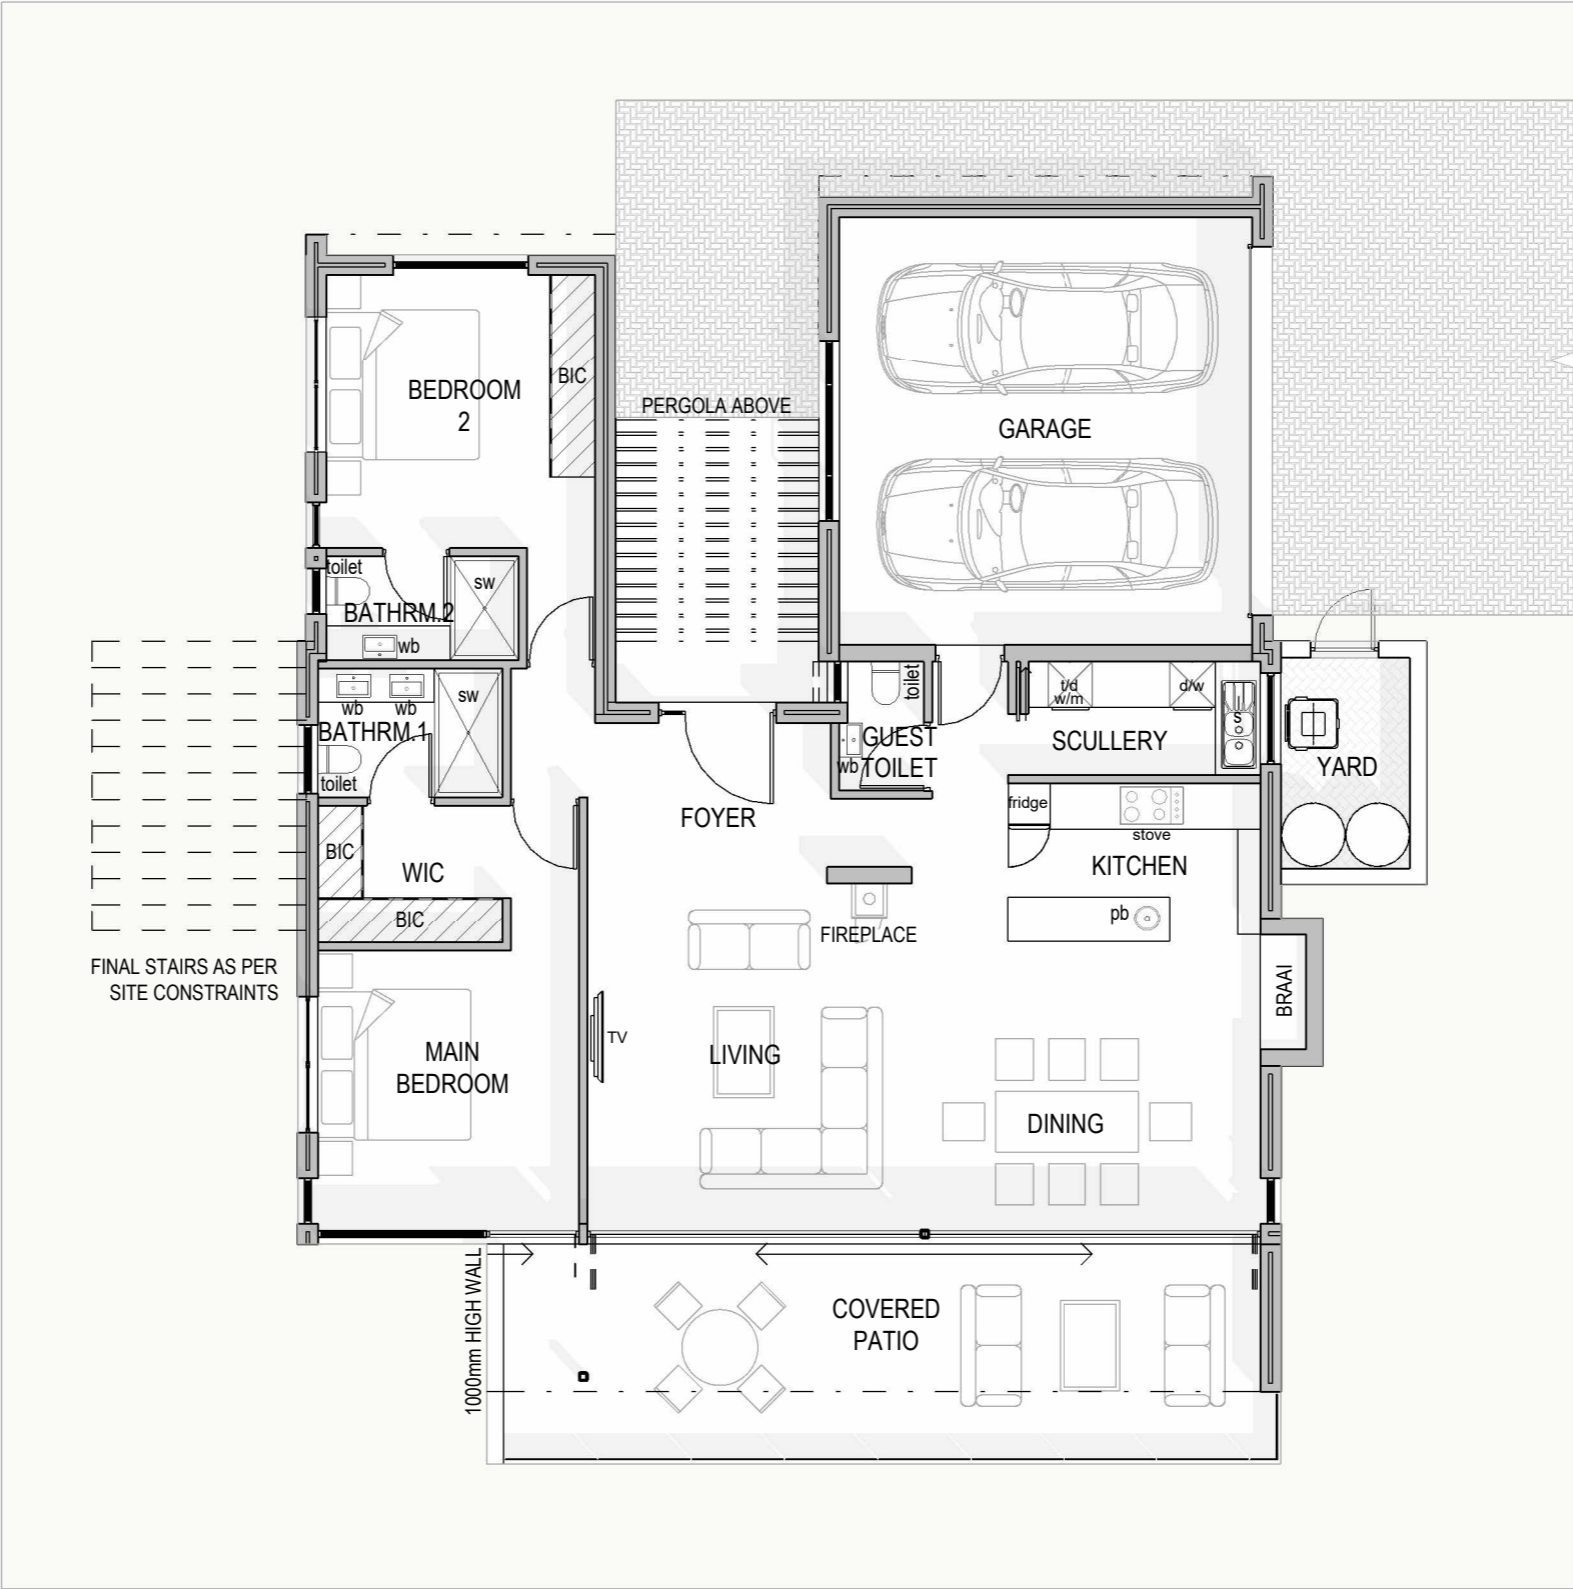 BEDROOM
2
BIC
PERGOLA ABOVE
GARAGE
toilet
sw
BATHRM.2
wb
wb
wb
sw
BATHRM.1
toilet
toilet
GUEST
TOILET
wb
t/d
w/m
d/w
s
SCULLERY
YARD
FOYER
fridge
stove
KITCHEN
BIC
WIC
BIC
pb
FIREPLACE
FINAL STAIRS AS PER
SITE CONSTRAINTS
BRAAI
TV
LIVING
MAIN
BEDROOM
DINING
1000mm HIGH WALL
COVERED
PATIO